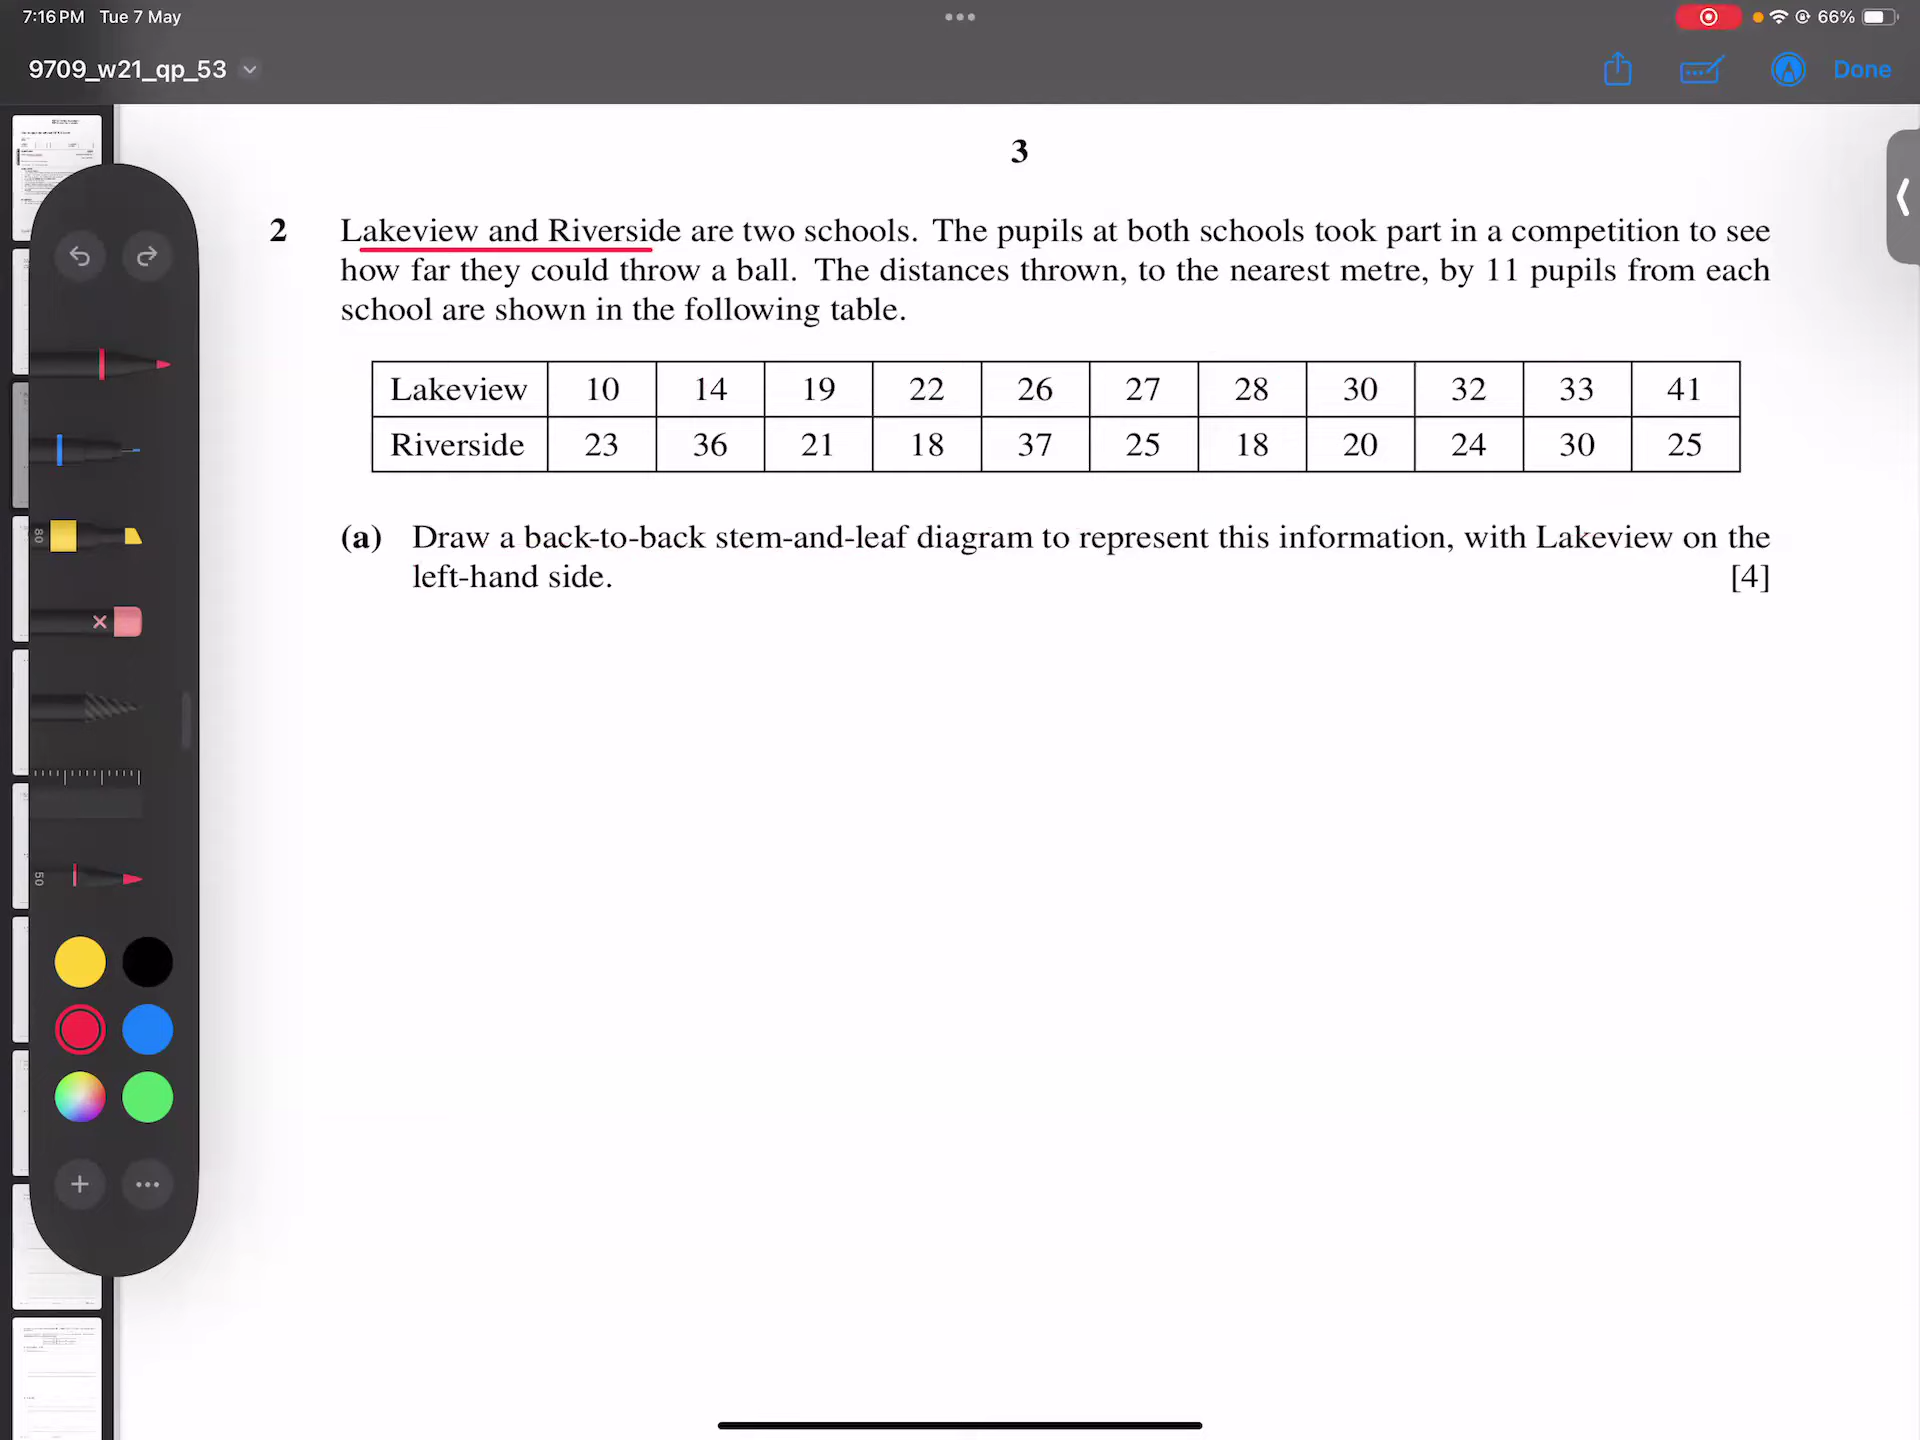 7:16 PM Tue 7 May
66%
9709_w21_qp_53
Done
3
2 Lakeview and Riverside are two schools. The pupils at both schools took part in a competition to see
how far they could throw a ball. The distances thrown, to the nearest metre, by 11 pupils from each
school are shown in the following table.
Lakeview 10 14 19 22 26 27 28 30 32 33 41
Riverside 23 36 21 18 37 25 18 20 24 30 25
(a) Draw a back-to-back stem-and-leaf diagram to represent this information, with Lakeview on the
left-hand side. [4]
80
50